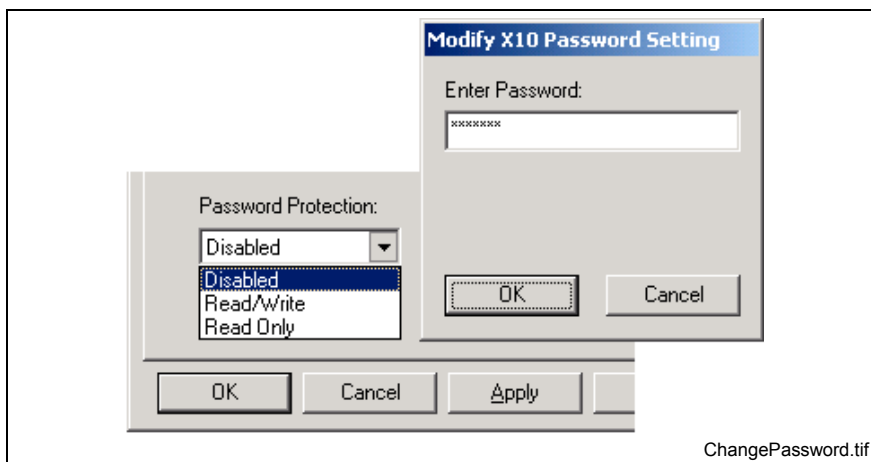 Modify X10 Password Setting
Enter Password:
xxxxxxx
OK
Cancel
Password Protection:
Disabled
Disabled
Read/Write
Read Only
OK
Cancel
Apply
ChangePassword.tif